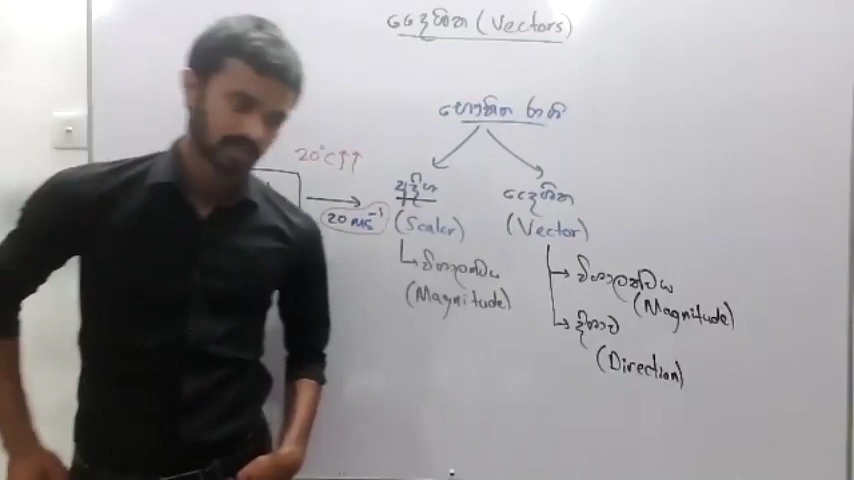 දෛශික (Vectors)
භෞතික රාශි
20°C↑↑
20 ms⁻¹
අදිශ
(Scaler)
විශාලත්වය
(Magnitude)
දෛශික
(Vector)
විශාලත්වය
(Magnitude)
දිශාව
(Direction)